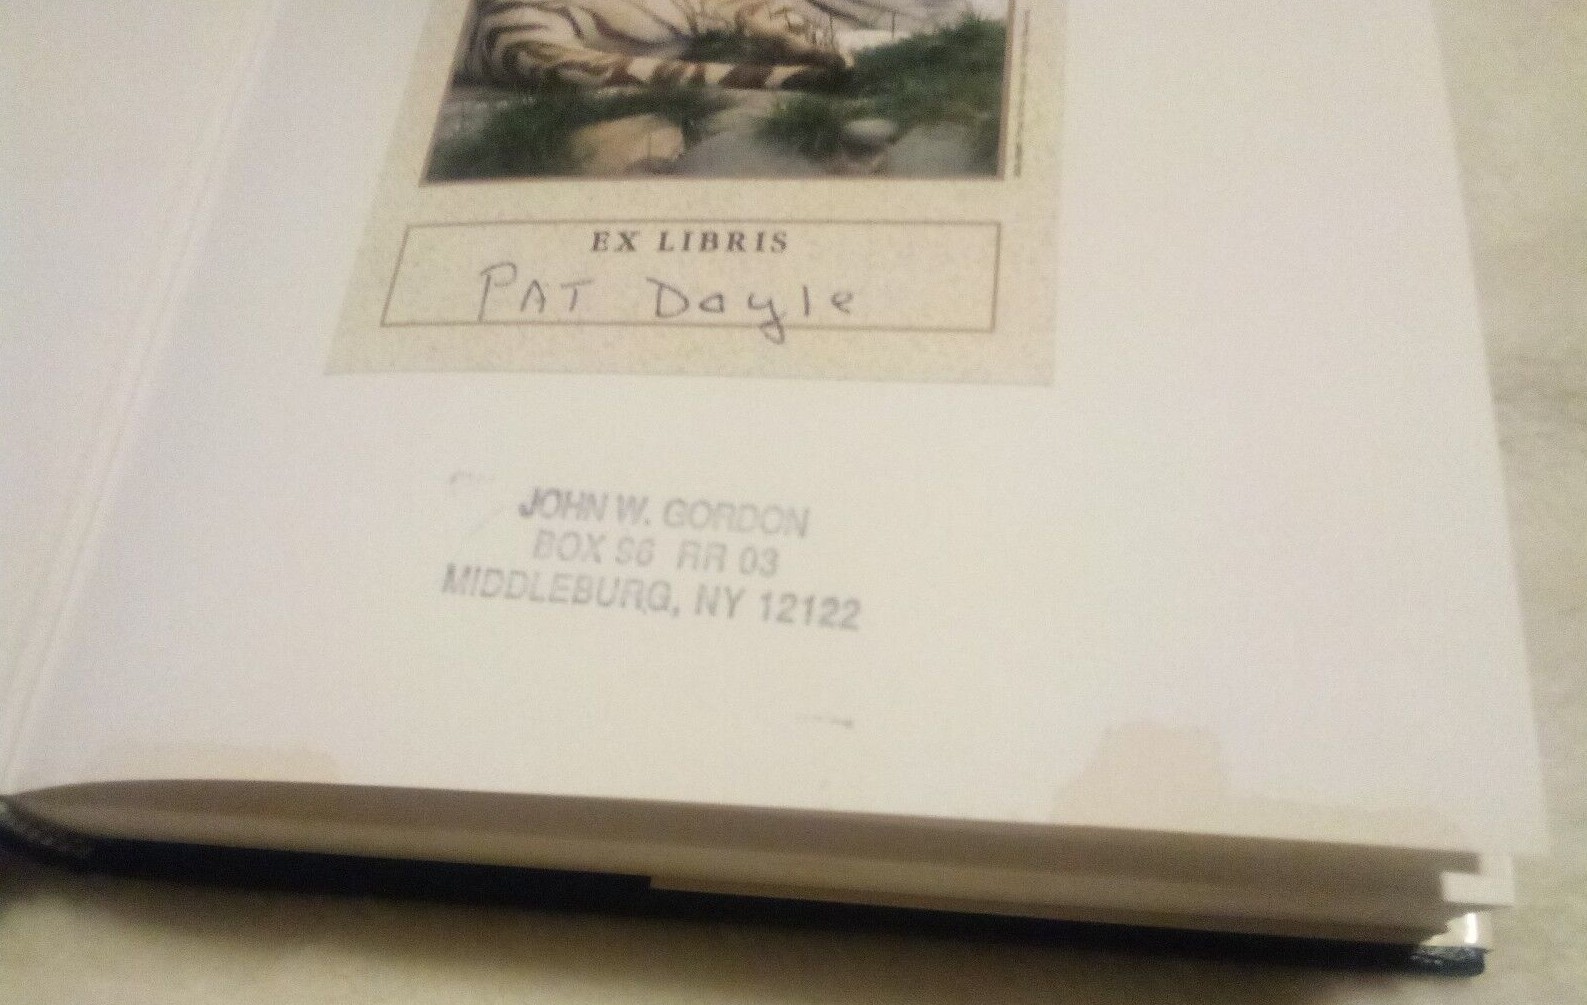 EX LIBRIS
PAT Doyle
JOHN W. GORDON
BOX 96 RR 03
MIDDLEBURG, NY 12122